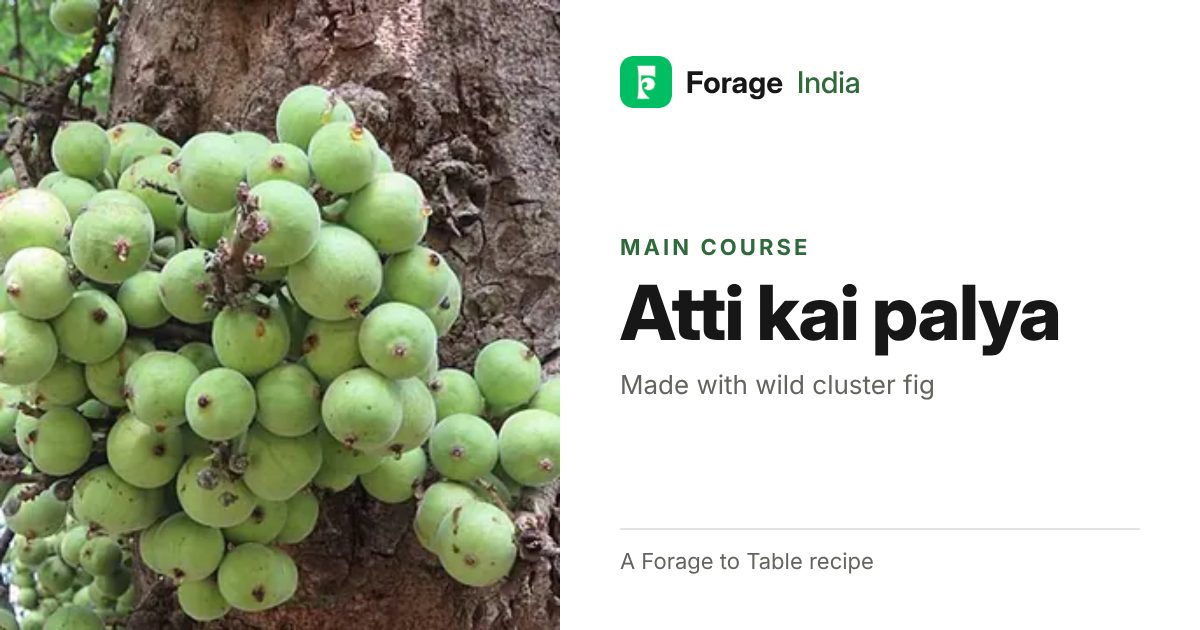 Forage India
MAIN COURSE
Atti kai palya
Made with wild cluster fig
A Forage to Table recipe